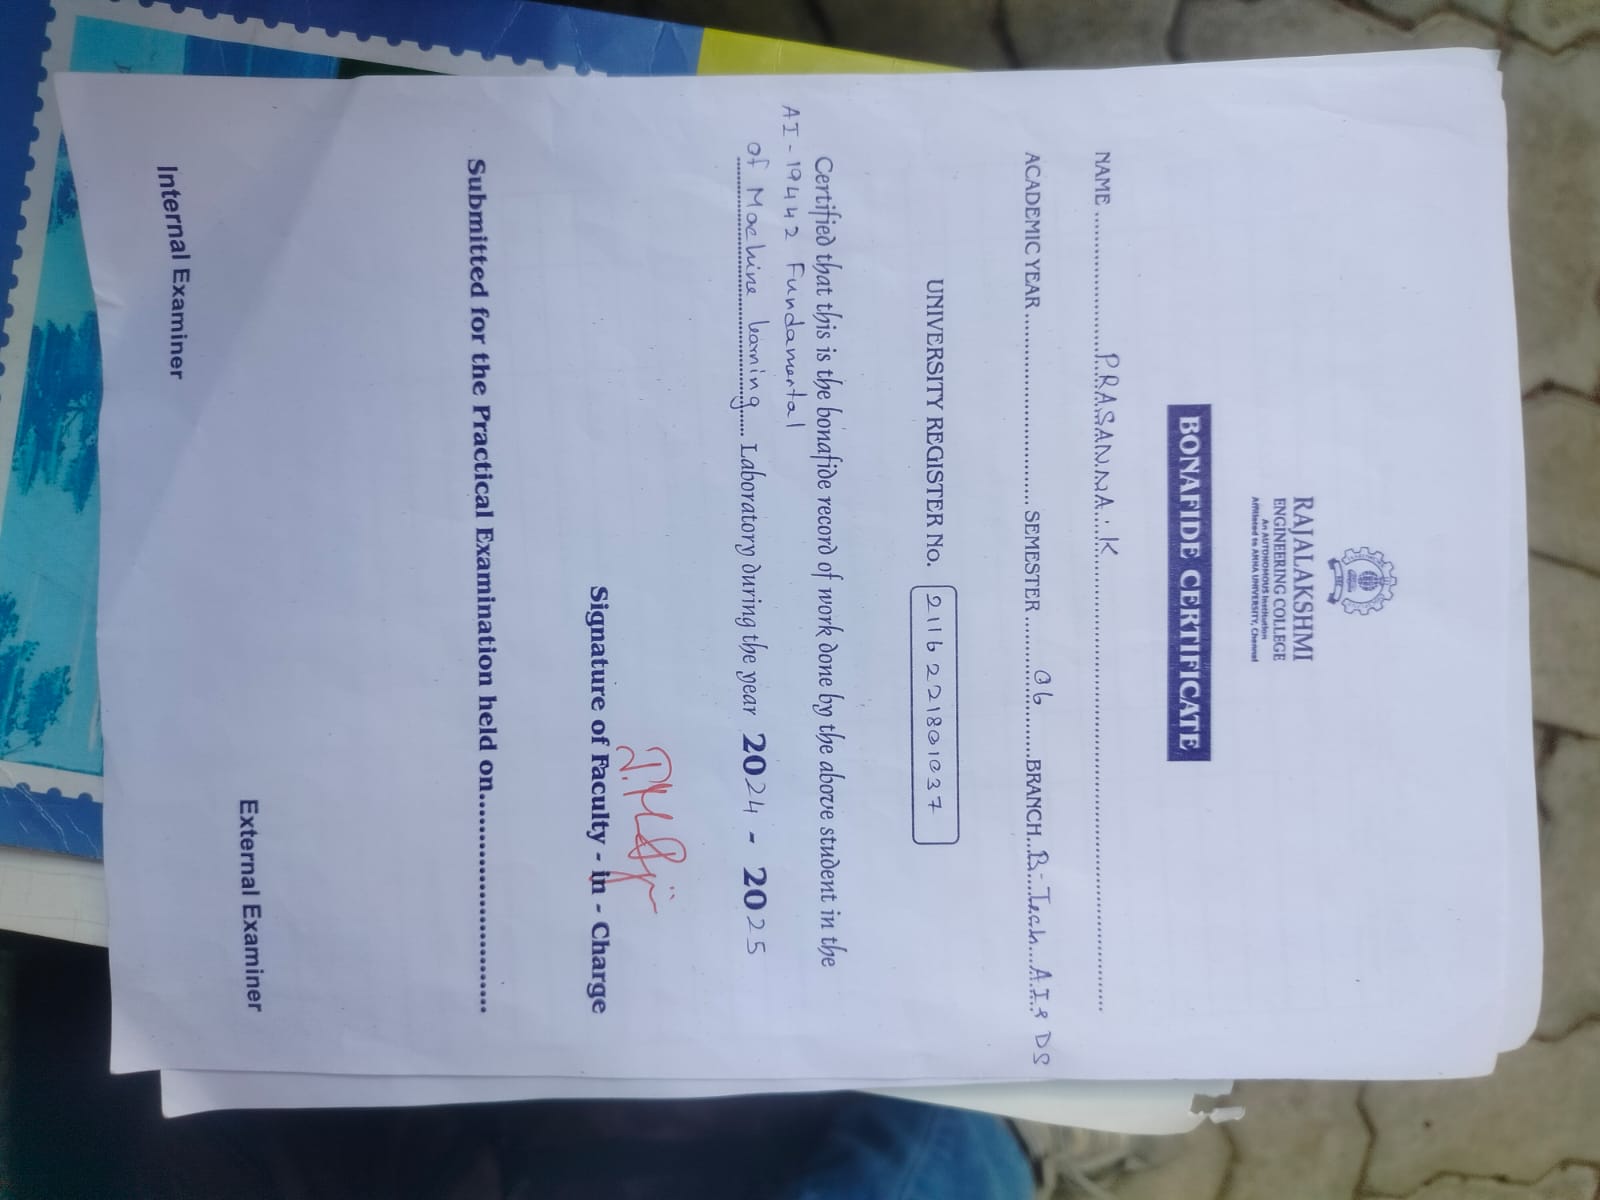 RAJALAKSHMI
ENGINEERING COLLEGE
An AUTONOMOUS Institution
Affiliated to ANNA UNIVERSITY, Chennai
BONAFIDE CERTIFICATE
NAME ........ PRASANNA. K ........
ACADEMIC YEAR ........ SEMESTER ........ 06 ........ BRANCH... B-Tech... AI & DS
UNIVERSITY REGISTER No. 2116221801037
Certified that this is the bonafide record of work done by the above student in the
AI - 19442 Fundamental
of Machine learning ..... Laboratory during the year 2024 - 2025
Signature of Faculty - in - Charge
Submitted for the Practical Examination held on........................
Internal Examiner
External Examiner